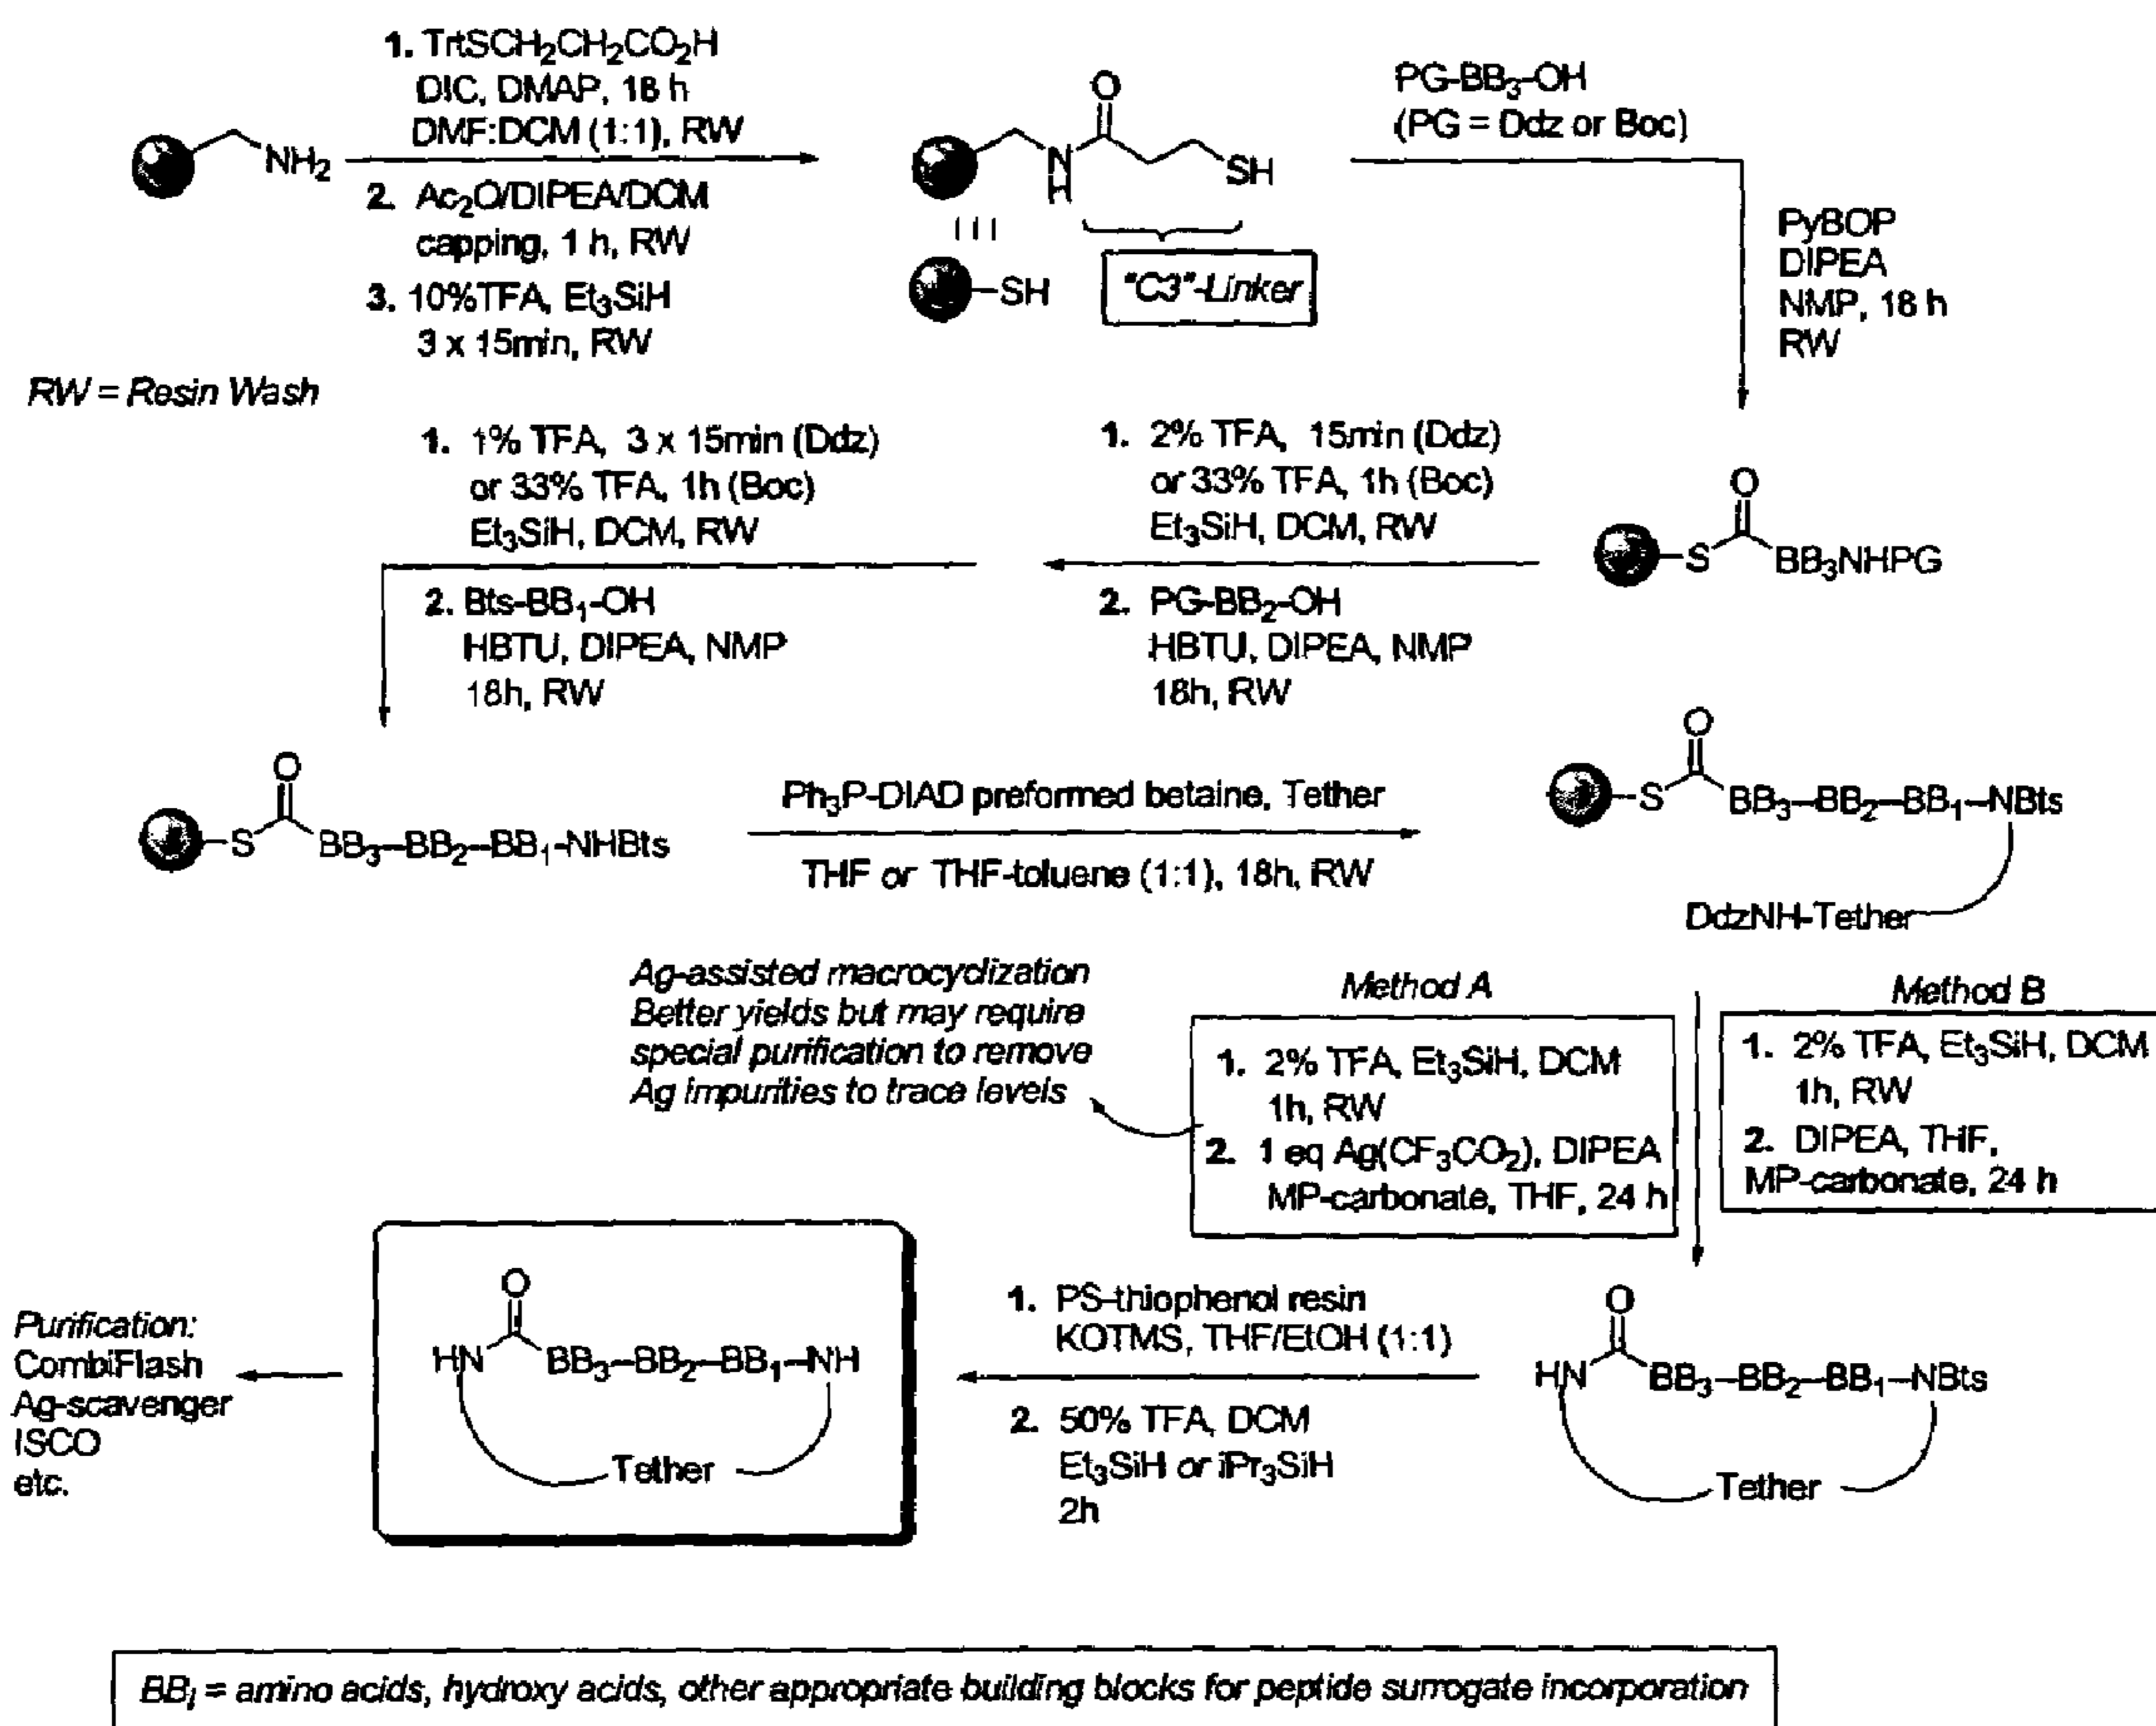 1. TrtSCH2CH2CO2H
DIC, DMAP, 18 h
DMF:DCM (1:1), RW
NH2
2. Ac2O/DIPEA/DCM
capping, 1 h, RW
3. 10%TFA, Et3SiH
3 x 15min, RW
RW = Resin Wash
O
N
H
SH
SH
"C3"-Linker
PG-BB3-OH
(PG = Ddz or Boc)
PyBOP
DIPEA
NMP, 18 h
RW
O
S
BB3NHPG
1. 2% TFA, 15min (Ddz)
or 33% TFA, 1h (Boc)
Et3SiH, DCM, RW
2. PG-BB2-OH
HBTU, DIPEA, NMP
18h, RW
1. 1% TFA, 3 x 15min (Ddz)
or 33% TFA, 1h (Boc)
Et3SiH, DCM, RW
2. Bts-BB1-OH
HBTU, DIPEA, NMP
18h, RW
O
S
BB3-BB2-BB1-NHBts
Ph3P-DIAD preformed betaine, Tether
THF or THF-toluene (1:1), 18h, RW
O
S
BB3-BB2-BB1-NBts
DdzNH-Tether
Ag-assisted macrocyclization
Better yields but may require
special purification to remove
Ag impurities to trace levels
Method A
1. 2% TFA, Et3SiH, DCM
1h, RW
2. 1 eq Ag(CF3CO2), DIPEA
MP-carbonate, THF, 24 h
Method B
1. 2% TFA, Et3SiH, DCM
1h, RW
2. DIPEA, THF,
MP-carbonate, 24 h
O
HN
BB3-BB2-BB1-NBts
Tether
1. PS-thiophenol resin
KOTMS, THF/EtOH (1:1)
2. 50% TFA, DCM
Et3SiH or iPr3SiH
2h
O
HN
BB3-BB2-BB1-NH
Tether
Purification:
CombiFlash
Ag-scavenger
ISCO
etc.
BBi = amino acids, hydroxy acids, other appropriate building blocks for peptide surrogate incorporation